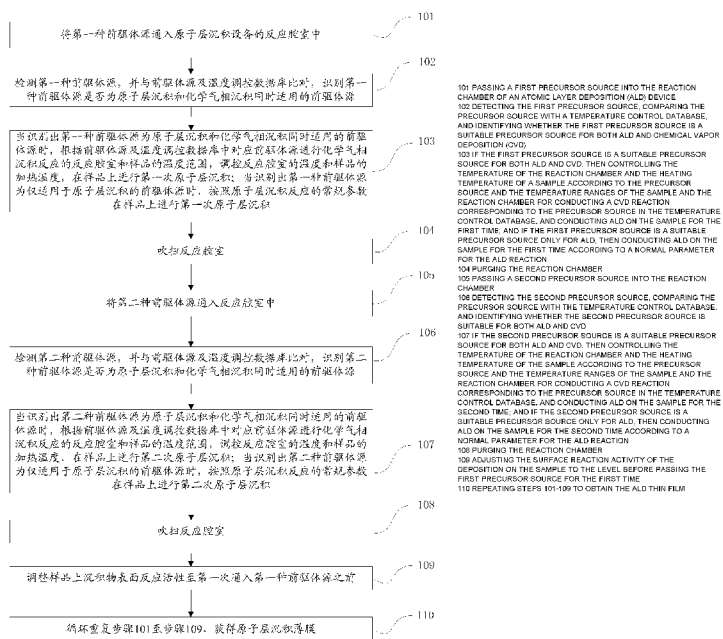 101
将第一种前驱体源通入原子层沉积设备的反应腔室中
102
检测第一种前驱体源，并与前驱体源及温度调控数据库比对，识别第一
种前驱体源是否为原子层沉积和化学气相沉积同时适用的前驱体源
103
当识别出第一种前驱体源为原子层沉积和化学气相沉积同时适用的前驱
体源时，根据前驱体源及温度调控数据库中对应前驱体源进行化学气相
沉积反应的反应腔室和样品的温度范围，调控反应腔室的温度和样品的
加热温度，在样品上进行第一次原子层沉积；当识别出第一种前驱体源
为仅适用于原子层沉积的前驱体源时，按照原子层沉积反应的常规参数
在样品上进行第一次原子层沉积
104
吹扫反应腔室
105
将第二种前驱体源通入反应腔室中
106
检测第二种前驱体源，并与前驱体源及温度调控数据库比对，识别第二
种前驱体源是否为原子层沉积和化学气相沉积同时适用的前驱体源
107
当识别出第二种前驱体源为原子层沉积和化学气相沉积同时适用的前驱
体源时，根据前驱体源及温度调控数据库中对应前驱体源进行化学气相
沉积反应的反应腔室和样品的温度范围，调控反应腔室的温度和样品的
加热温度，在样品上进行第二次原子层沉积；当识别出第二种前驱体源
为仅适用于原子层沉积的前驱体源时，按照原子层沉积反应的常规参数
在样品上进行第二次原子层沉积
108
吹扫反应腔室
109
调整样品上沉积物表面反应活性至第一次通入第一种前驱体源之前
110
循环重复步骤101至步骤109，获得原子层沉积薄膜
101 PASSING A FIRST PRECURSOR SOURCE INTO THE REACTION
CHAMBER OF AN ATOMIC LAYER DEPOSITION (ALD) DEVICE
102 DETECTING THE FIRST PRECURSOR SOURCE, COMPARING THE
PRECURSOR SOURCE WITH A TEMPERATURE CONTROL DATABASE,
AND IDENTIFYING WHETHER THE FIRST PRECURSOR SOURCE IS A
SUITABLE PRECURSOR SOURCE FOR BOTH ALD AND CHEMICAL VAPOR
DEPOSITION (CVD)
103 IF THE FIRST PRECURSOR SOURCE IS A SUITABLE PRECURSOR
SOURCE FOR BOTH ALD AND CVD, THEN CONTROLLING THE
TEMPERATURE OF THE REACTION CHAMBER AND THE HEATING
TEMPERATURE OF A SAMPLE ACCORDING TO THE PRECURSOR
SOURCE AND THE TEMPERATURE RANGES OF THE SAMPLE AND THE
REACTION CHAMBER FOR CONDUCTING A CVD REACTION
CORRESPONDING TO THE PRECURSOR SOURCE IN THE TEMPERATURE
CONTROL DATABASE, AND CONDUCTING ALD ON THE SAMPLE FOR THE
FIRST TIME; AND IF THE FIRST PRECURSOR SOURCE IS A SUITABLE
PRECURSOR SOURCE ONLY FOR ALD, THEN CONDUCTING ALD ON THE
SAMPLE FOR THE FIRST TIME ACCORDING TO A NORMAL PARAMETER
FOR THE ALD REACTION
104 PURGING THE REACTION CHAMBER
105 PASSING A SECOND PRECURSOR SOURCE INTO THE REACTION
CHAMBER
106 DETECTING THE SECOND PRECURSOR SOURCE, COMPARING THE
PRECURSOR SOURCE WITH THE TEMPERATURE CONTROL DATABASE,
AND IDENTIFYING WHETHER THE SECOND PRECURSOR SOURCE IS
SUITABLE FOR BOTH ALD AND CVD
107 IF THE SECOND PRECURSOR SOURCE IS A SUITABLE PRECURSOR
SOURCE FOR BOTH ALD AND CVD, THEN CONTROLLING THE
TEMPERATURE OF THE REACTION CHAMBER AND THE HEATING
TEMPERATURE OF THE SAMPLE ACCORDING TO THE PRECURSOR
SOURCE AND THE TEMPERATURE RANGES OF THE SAMPLE AND THE
REACTION CHAMBER FOR CONDUCTING A CVD REACTION
CORRESPONDING TO THE PRECURSOR SOURCE IN THE TEMPERATURE
CONTROL DATABASE, AND CONDUCTING ALD ON THE SAMPLE FOR THE
SECOND TIME; AND IF THE SECOND PRECURSOR SOURCE IS A
SUITABLE PRECURSOR SOURCE ONLY FOR ALD, THEN CONDUCTING
ALD ON THE SAMPLE FOR THE SECOND TIME ACCORDING TO A
NORMAL PARAMETER FOR THE ALD REACTION
108 PURGING THE REACTION CHAMBER
109 ADJUSTING THE SURFACE REACTION ACTIVITY OF THE
DEPOSITION ON THE SAMPLE TO THE LEVEL BEFORE PASSING THE
FIRST PRECURSOR SOURCE FOR THE FIRST TIME
110 REPEATING STEPS 101-109 TO OBTAIN THE ALD THIN FILM